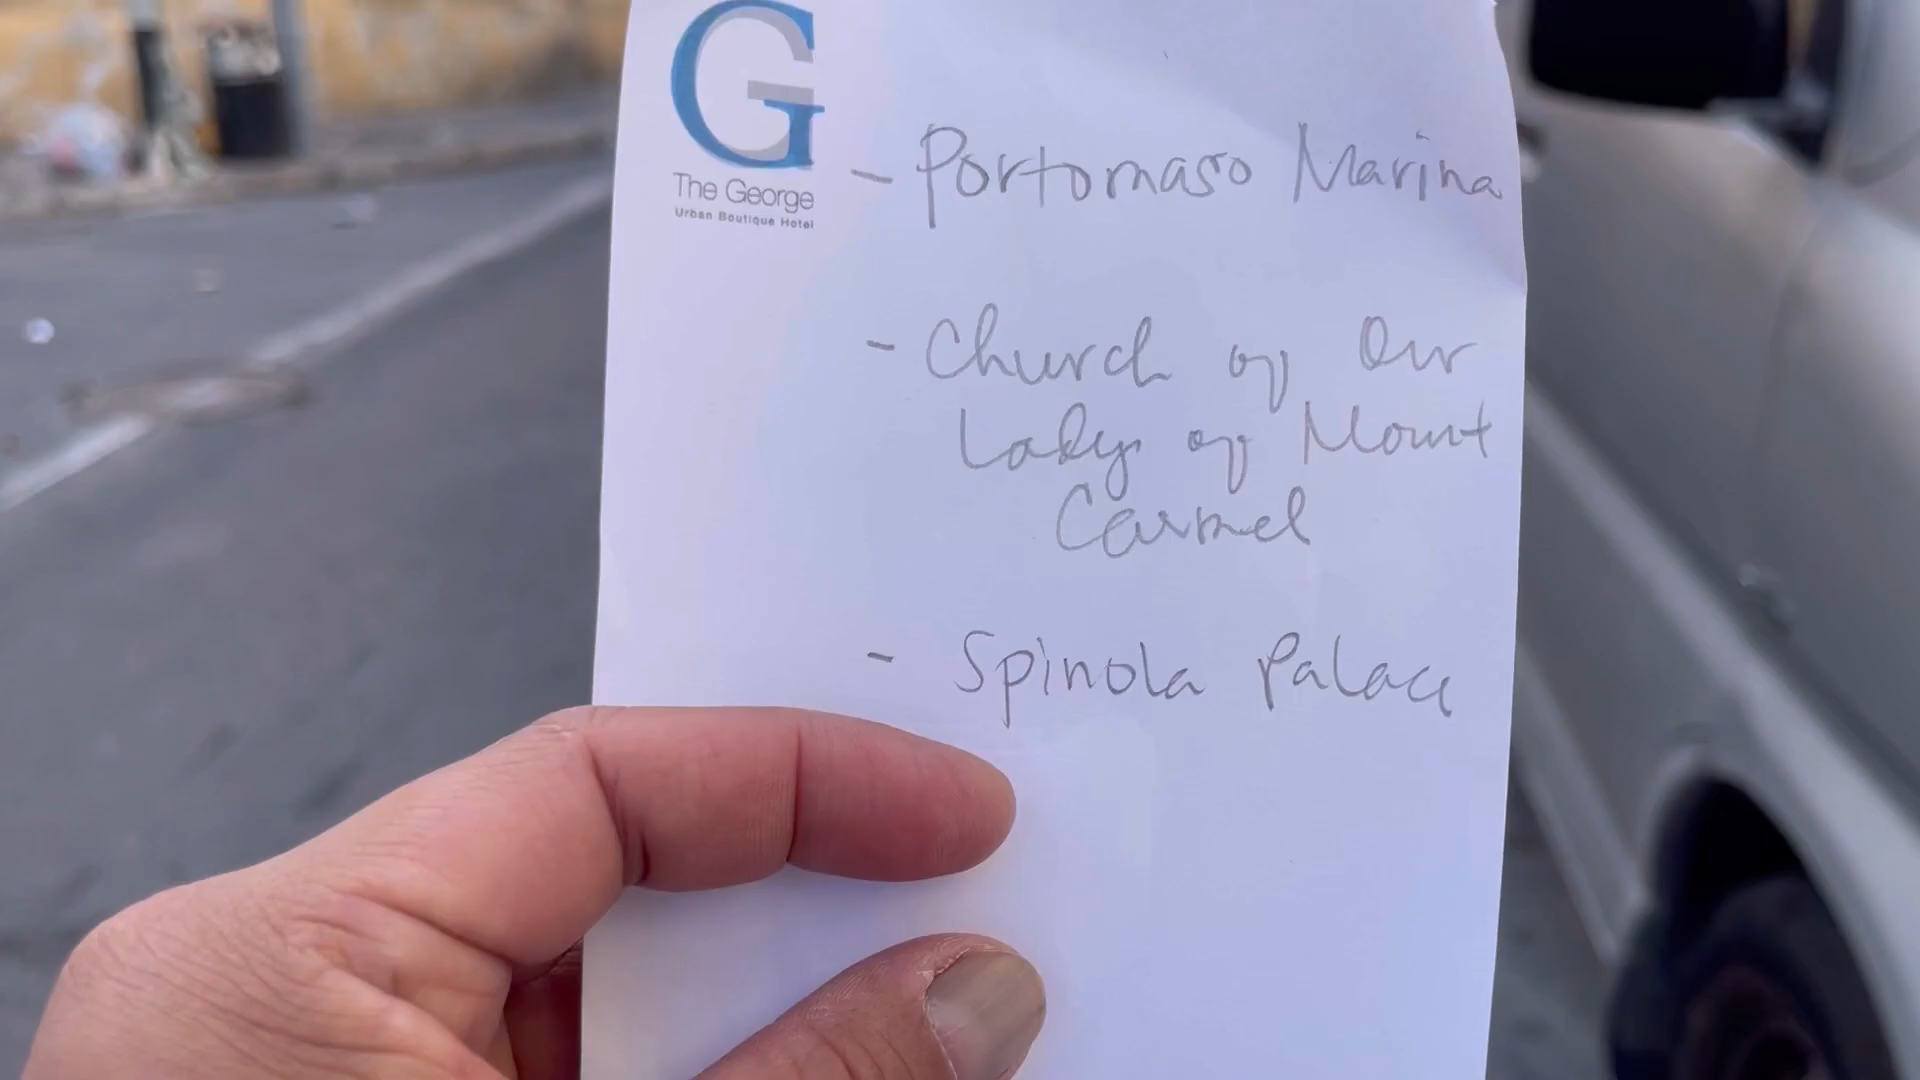 G
The George
Urban Boutique Hotel
- Portomaso Marina
- Church of Our
Lady of Mount
Carmel
- Spinola Palace